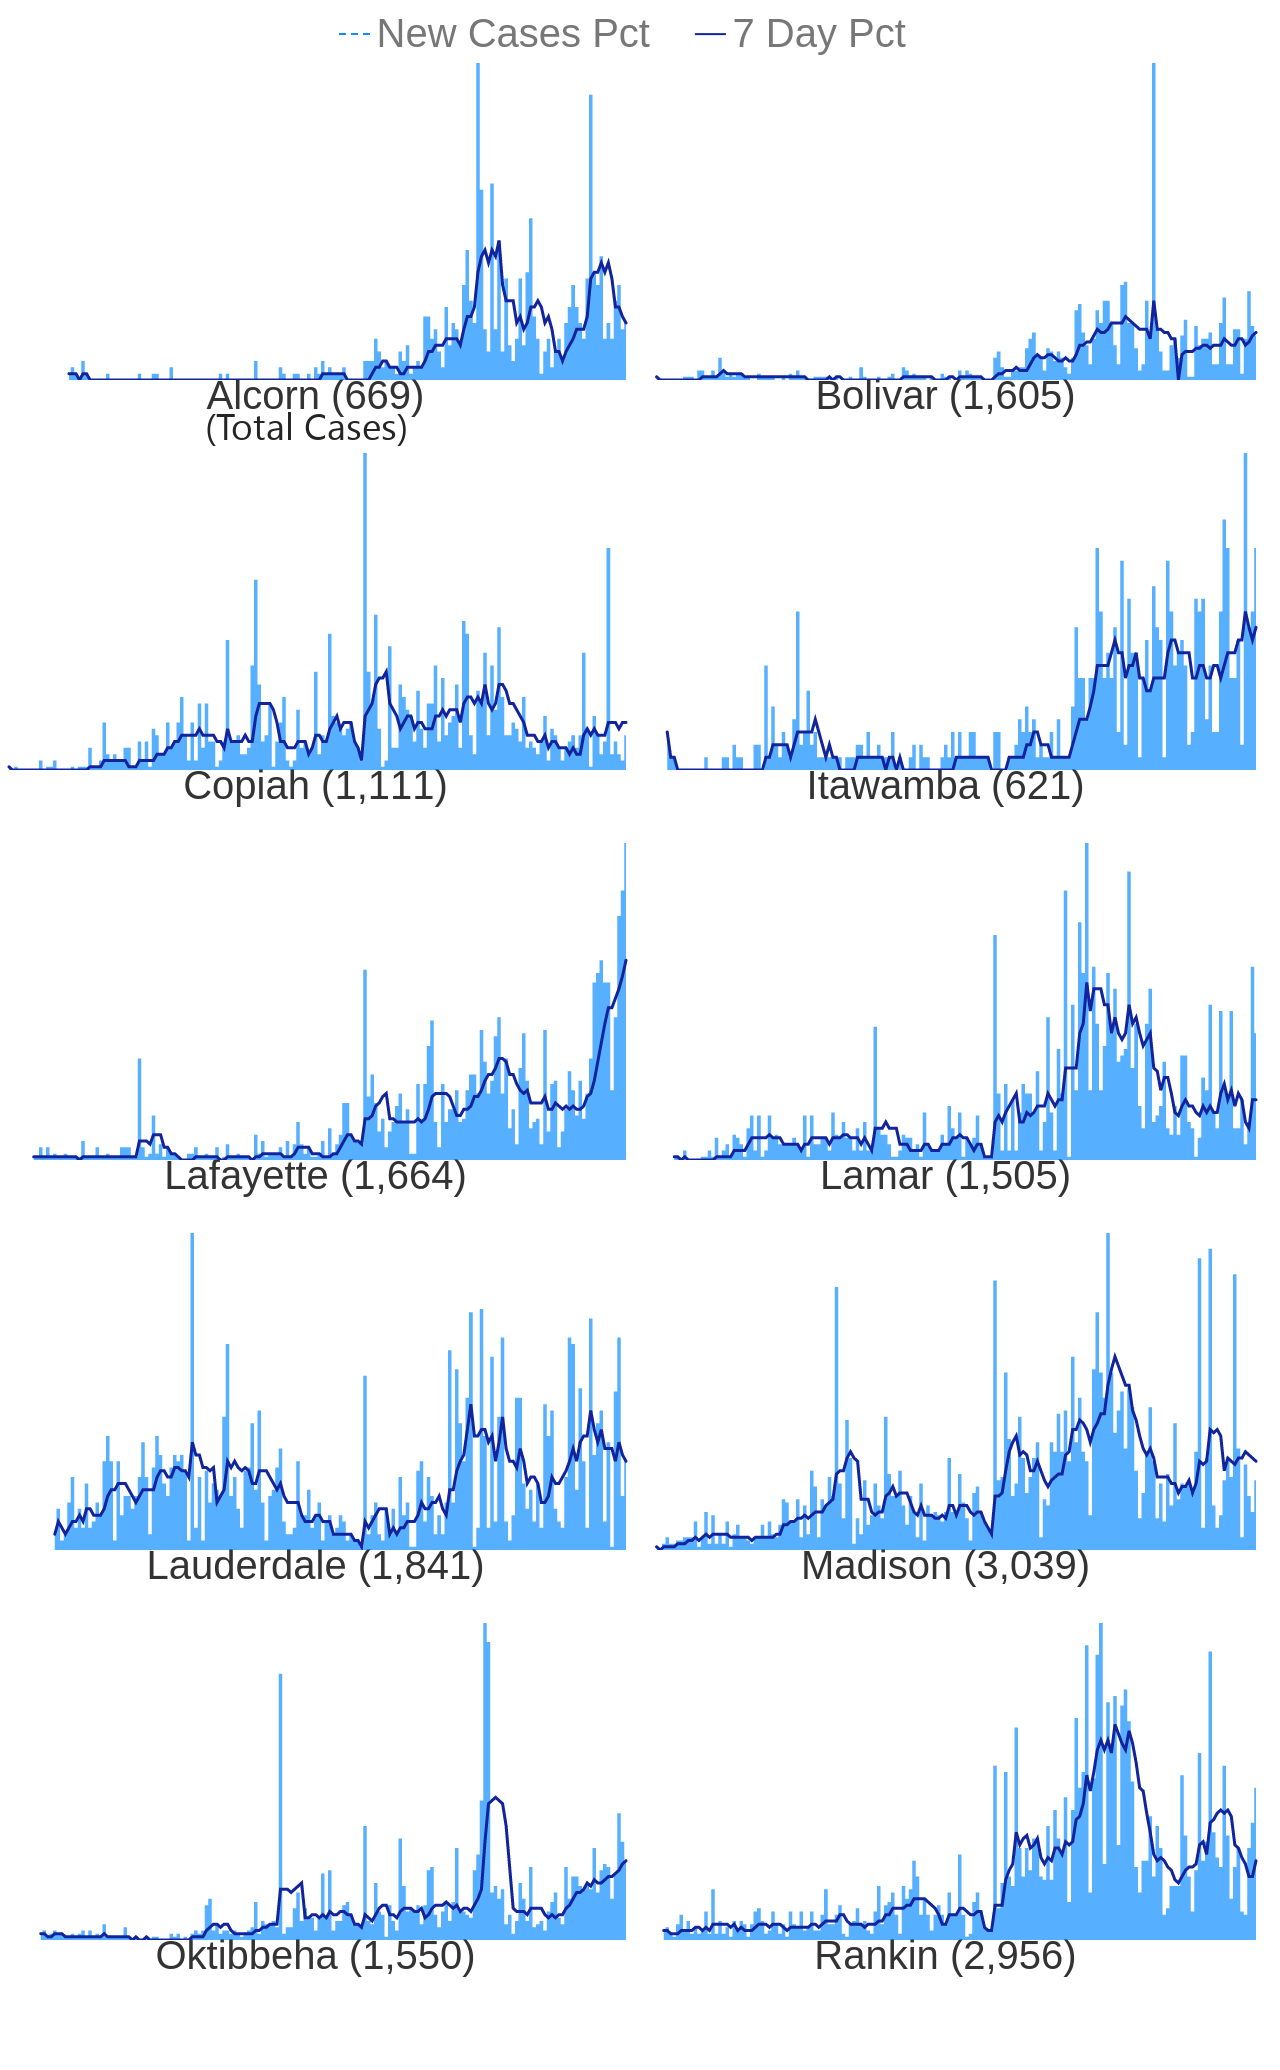 New Cases Pct 7 Day Pct
Alcorn (669)
(Total Cases)
Bolivar (1,605)
Copiah (1,111)
Itawamba (621)
Lafayette (1,664)
Lamar (1,505)
Lauderdale (1,841)
Madison (3,039)
Oktibbeha (1,550)
Rankin (2,956)